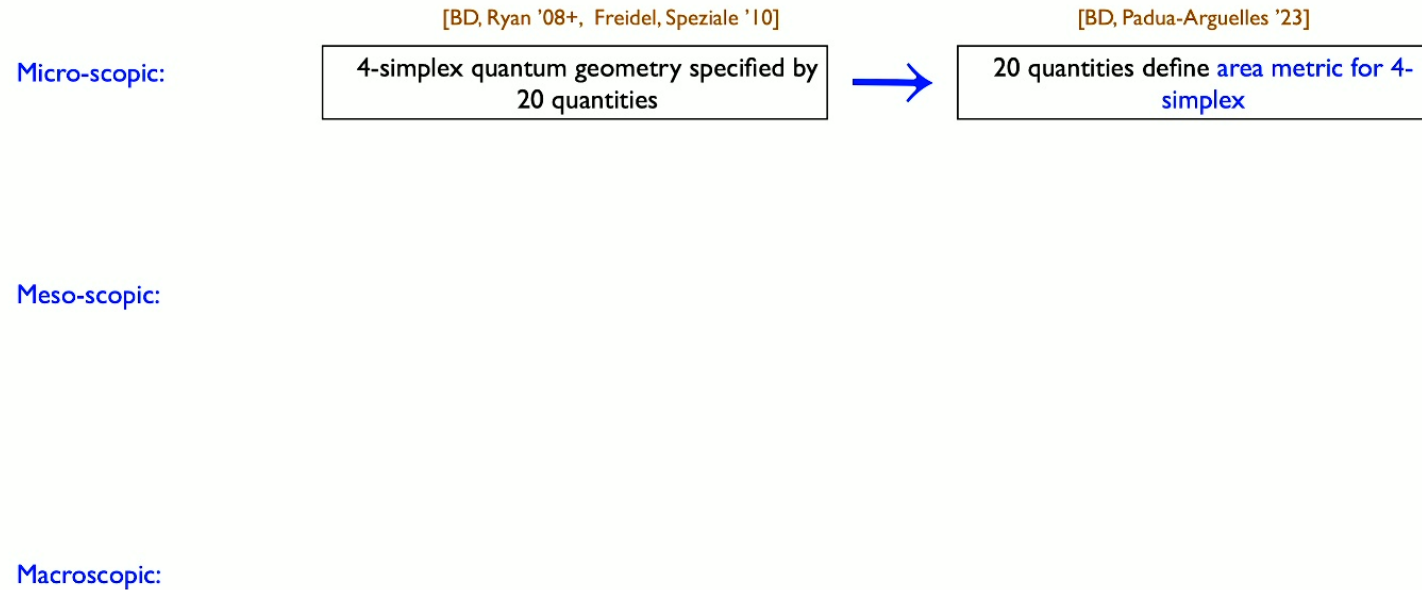 [BD, Ryan ’08+, Freidel, Speziale ’10]
[BD, Padua-Arguelles ’23]
Micro-scopic:
4-simplex quantum geometry specified by
20 quantities
20 quantities define area metric for 4-
simplex
Meso-scopic:
Macroscopic: